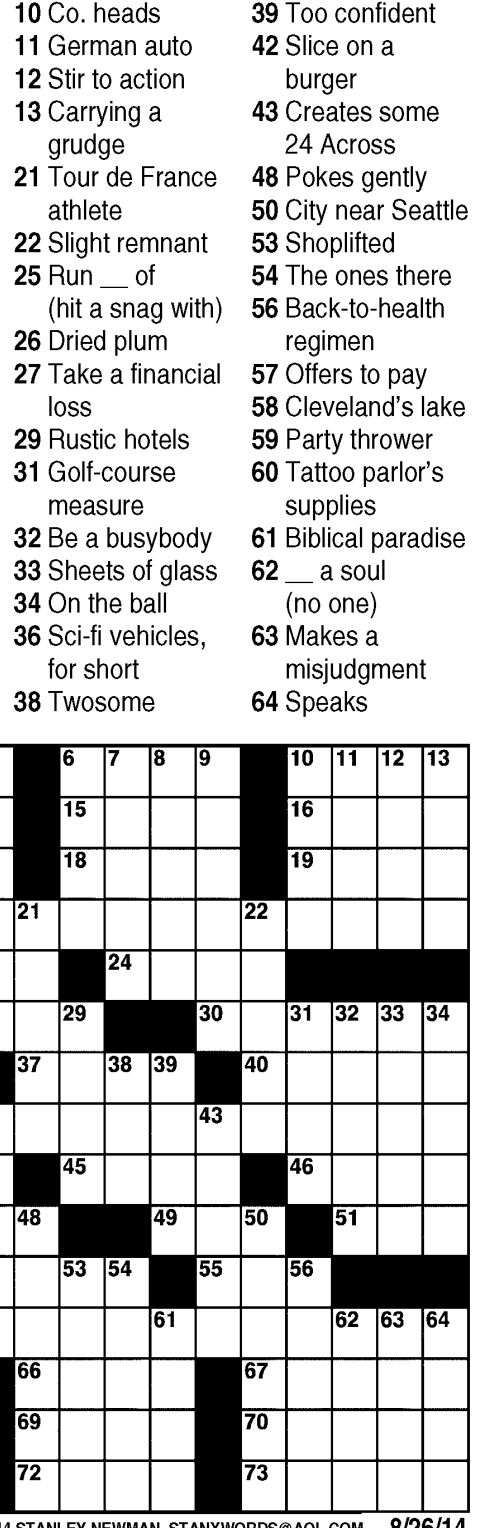 10 Co. heads
11 German auto
12 Stir to action
13 Carrying a
grudge
21 Tour de France
athlete
22 Slight remnant
25 Run __ of
(hit a snag with)
26 Dried plum
27 Take a financial
loss
29 Rustic hotels
31 Golf-course
measure
32 Be a busybody
33 Sheets of glass
34 On the ball
36 Sci-fi vehicles,
for short
38 Twosome
39 Too confident
42 Slice on a
burger
43 Creates some
24 Across
48 Pokes gently
50 City near Seattle
53 Shoplifted
54 The ones there
56 Back-to-health
regimen
57 Offers to pay
58 Cleveland's lake
59 Party thrower
60 Tattoo parlor's
supplies
61 Biblical paradise
62 __ a soul
(no one)
63 Makes a
misjudgment
64 Speaks
6 7 8 9 10 11 12 13
15 16
18 19
21 22
24
29 30 31 32 33 34
37 38 39 40
43
45 46
48 49 50 51
53 54 55 56
61 62 63 64
66 67
69 70
72 73
STANLEY NEWMAN STANXWORDS@AOL.COM 8/26/14